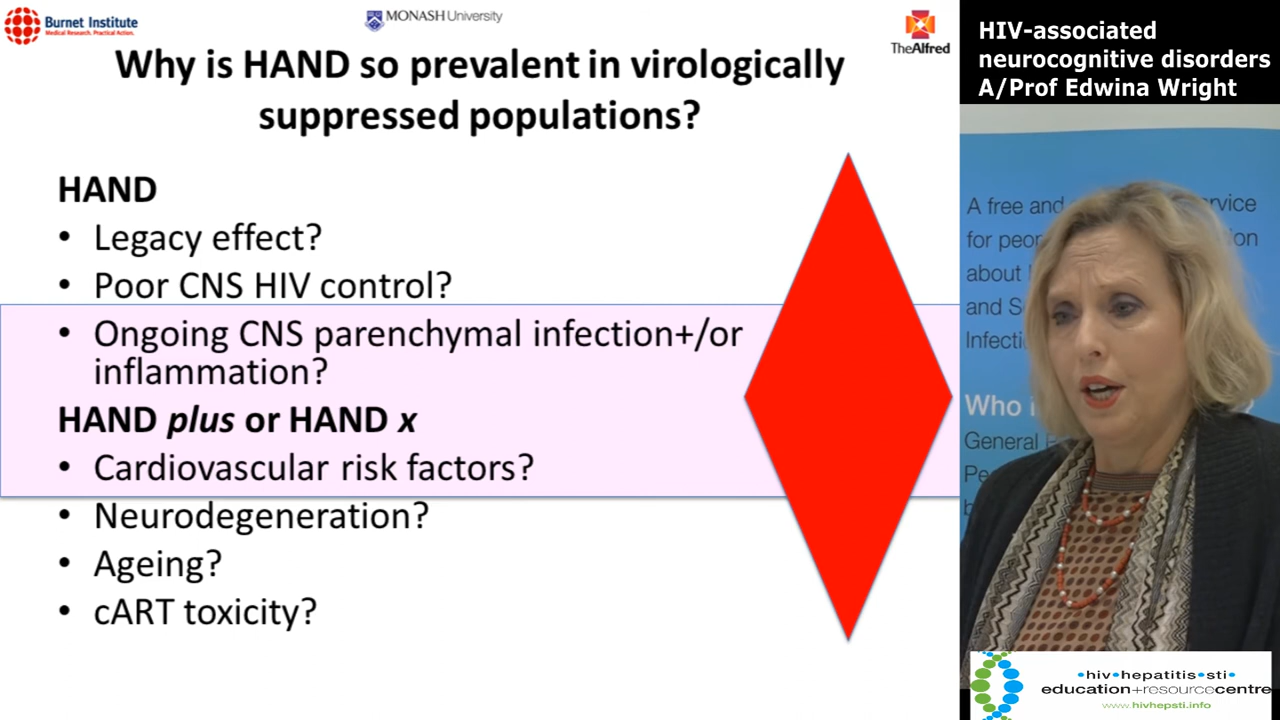 Burnet Institute
Medical Research. Practical Action.
MONASH University
TheAlfred
Why is HAND so prevalent in virologically
suppressed populations?
HAND
• Legacy effect?
• Poor CNS HIV control?
• Ongoing CNS parenchymal infection+/or
inflammation?
HAND plus or HAND x
• Cardiovascular risk factors?
• Neurodegeneration?
• Ageing?
• cART toxicity?
HIV-associated
neurocognitive disorders
A/Prof Edwina Wright
A free and
for
about
and
Who
General
•hiv•hepatitis•sti•
education+resourcecentre
www.hivhepsti.info